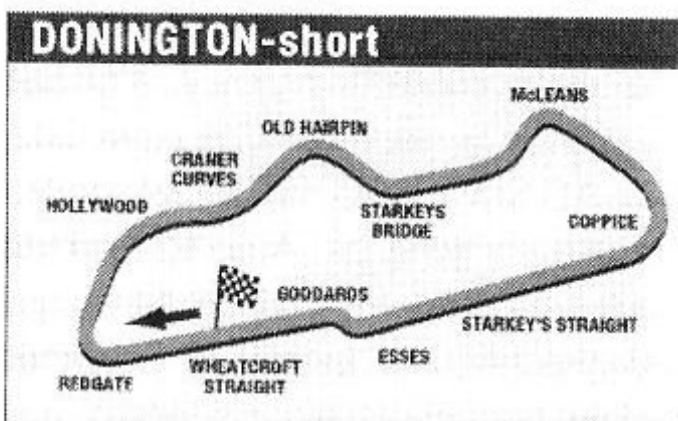 DONINGTON-short
McLEANS
OLD HAIRPIN
CRANER
CURVES
HOLLYWOOD
STARKEYS
BRIDGE
COPPICE
GODDARDS
STARKEY'S STRAIGHT
ESSES
WHEATCROFT
STRAIGHT
REDGATE